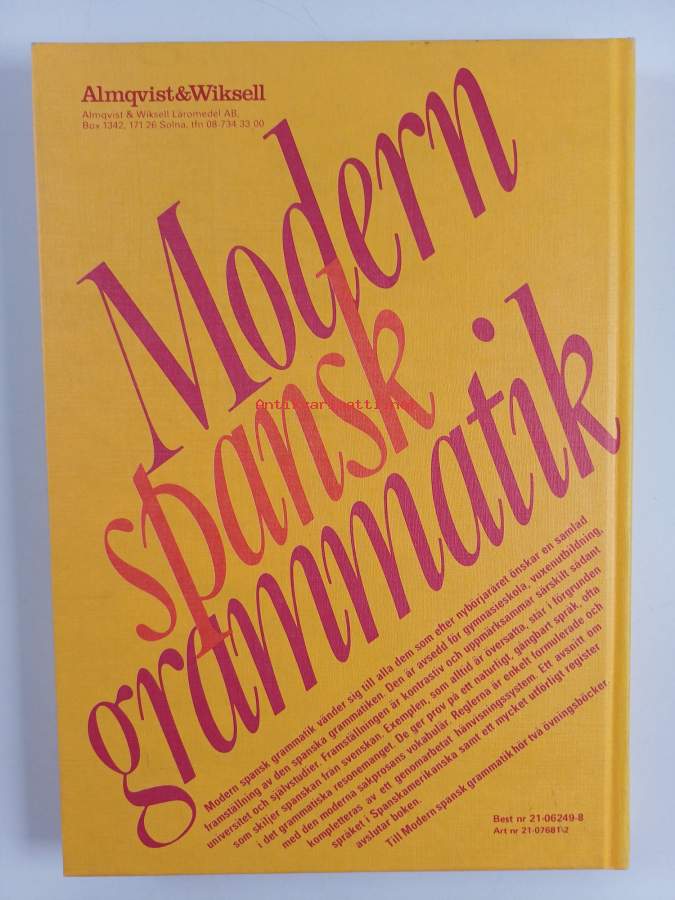 Almqvist&Wiksell
Almqvist & Wiksell Läromedel AB,
Box 1342, 171 26 Solna, tfn 08-734 33 00
Modern
spansk
grammatik
Antikvariaatti.net
Modern spansk grammatik vänder sig till alla dem som efter nybörjaråret önskar en samlad
framställning av den spanska grammatiken. Den är avsedd för gymnasieskola, vuxenutbildning,
universitet och självstudier. Framställningen är kontrastiv och uppmärksammar särskilt sådant
som skiljer spanskan från svenskan. Exemplen, som alltid är översatta, står i förgrunden
i det grammatiska resonemanget. De ger prov på ett naturligt, gångbart språk, ofta
med den moderna sakprosans vokabulär. Reglerna är enkelt formulerade och
kompletteras av ett genomarbetat hänvisningssystem. Ett avsnitt om
språket i Spanskamerika samt ett mycket utförligt register
avslutar boken.
Till Modern spansk grammatik hör två övningsböcker.
Best nr 21-06249-8
Art nr 21-07681-2